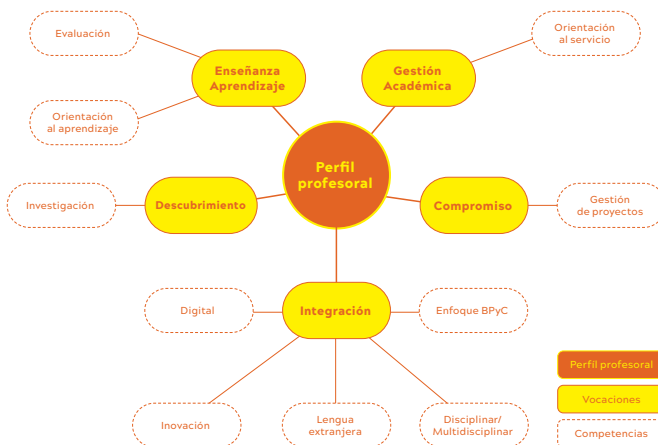 Evaluación
Orientación
al servicio
Enseñanza
Aprendizaje
Gestión
Académica
Orientación
al aprendizaje
Perfil
profesoral
Investigación
Descubrimiento
Compromiso
Gestión
de proyectos
Digital
Integración
Enfoque BPyC
Perfil profesoral
Vocaciones
Inovación
Lengua
extranjera
Disciplinar/
Multidisciplinar
Competencias